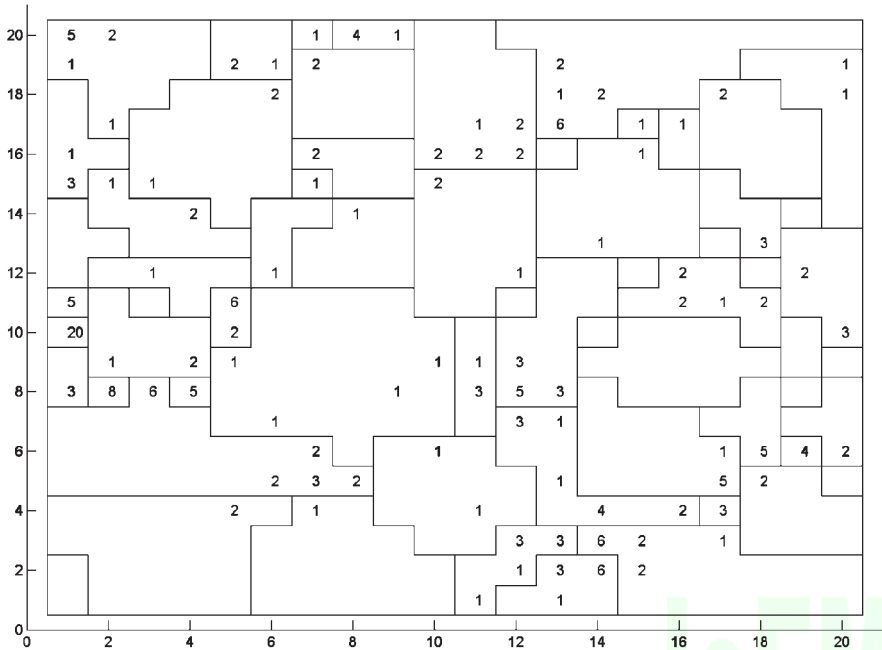 20 5 2 1 4 1
1 2 1 2 2 1
18 2 1 2 2 1
1 1 2 6 1 1
16 1 2 2 2 2 1
3 1 1 1 2
14 2 1
1 3
12 1 1 1 2 2
5 6 2 1 2
10 20 2 3
1 2 1 1 1 3
8 3 8 6 5 1 3 5 3
1 3 1
6 2 1 1 5 4 2
2 3 2 1 5 2
4 2 1 1 4 2 3
3 3 6 2 1
2 1 3 6 2
1 1
0
0 2 4 6 8 10 12 14 16 18 20